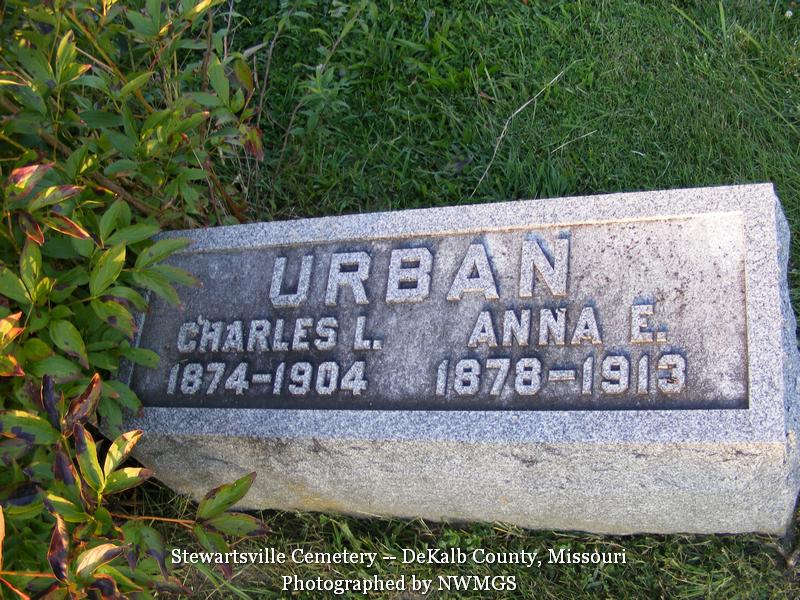 URBAN
CHARLES L. ANNA E.
1874-1904 1878-1913
Stewartsville Cemetery -- DeKalb County, Missouri
Photographed by NWMGS